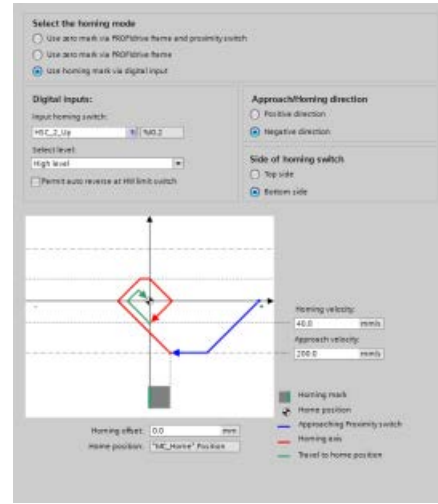 Select the homing mode
Use zero mark via PROFIdrive frame and proximity switch
Use zero mark via PROFIdrive frame
Use homing mark via digital input
Digital inputs:
Input homing switch:
HSC_2_Up
%I0.2
Select level:
High level
Permit auto reverse at HW limit switch
Approach/Homing direction
Positive direction
Negative direction
Side of homing switch
Top side
Bottom side
-
+
Homing velocity:
40.0 mm/s
Approach velocity:
200.0 mm/s
Homing mark
Home position
Approaching Proximity switch
Homing axis
Travel to home position
Homing offset: 0.0 mm
Home position: "MC_Home" Position